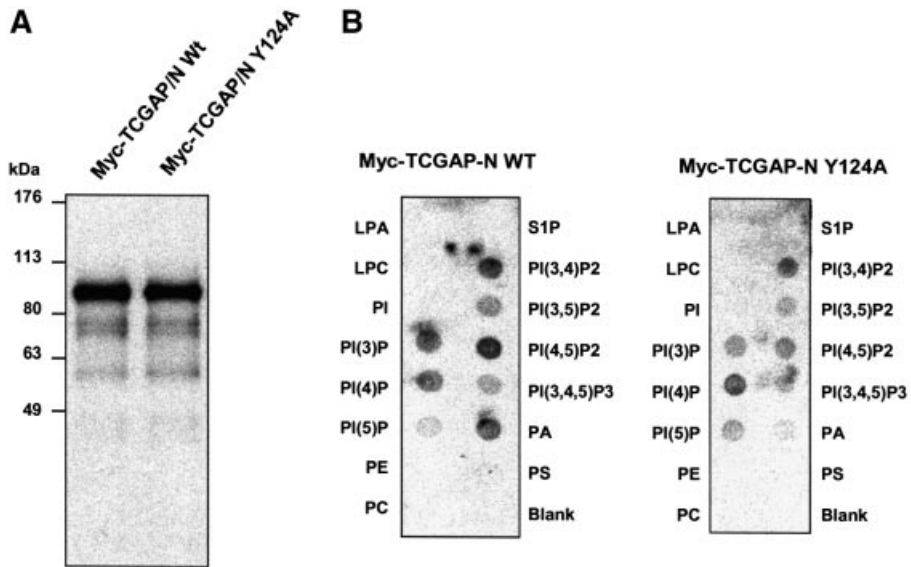 A
B
Myc-TCGAP/N Wt
Myc-TCGAP/N Y124A
kDa
176
113
80
63
49
Myc-TCGAP-N WT
LPA
LPC
PI
PI(3)P
PI(4)P
PI(5)P
PE
PC
S1P
PI(3,4)P2
PI(3,5)P2
PI(4,5)P2
PI(3,4,5)P3
PA
PS
Blank
Myc-TCGAP-N Y124A
LPA
LPC
PI
PI(3)P
PI(4)P
PI(5)P
PE
PC
S1P
PI(3,4)P2
PI(3,5)P2
PI(4,5)P2
PI(3,4,5)P3
PA
PS
Blank